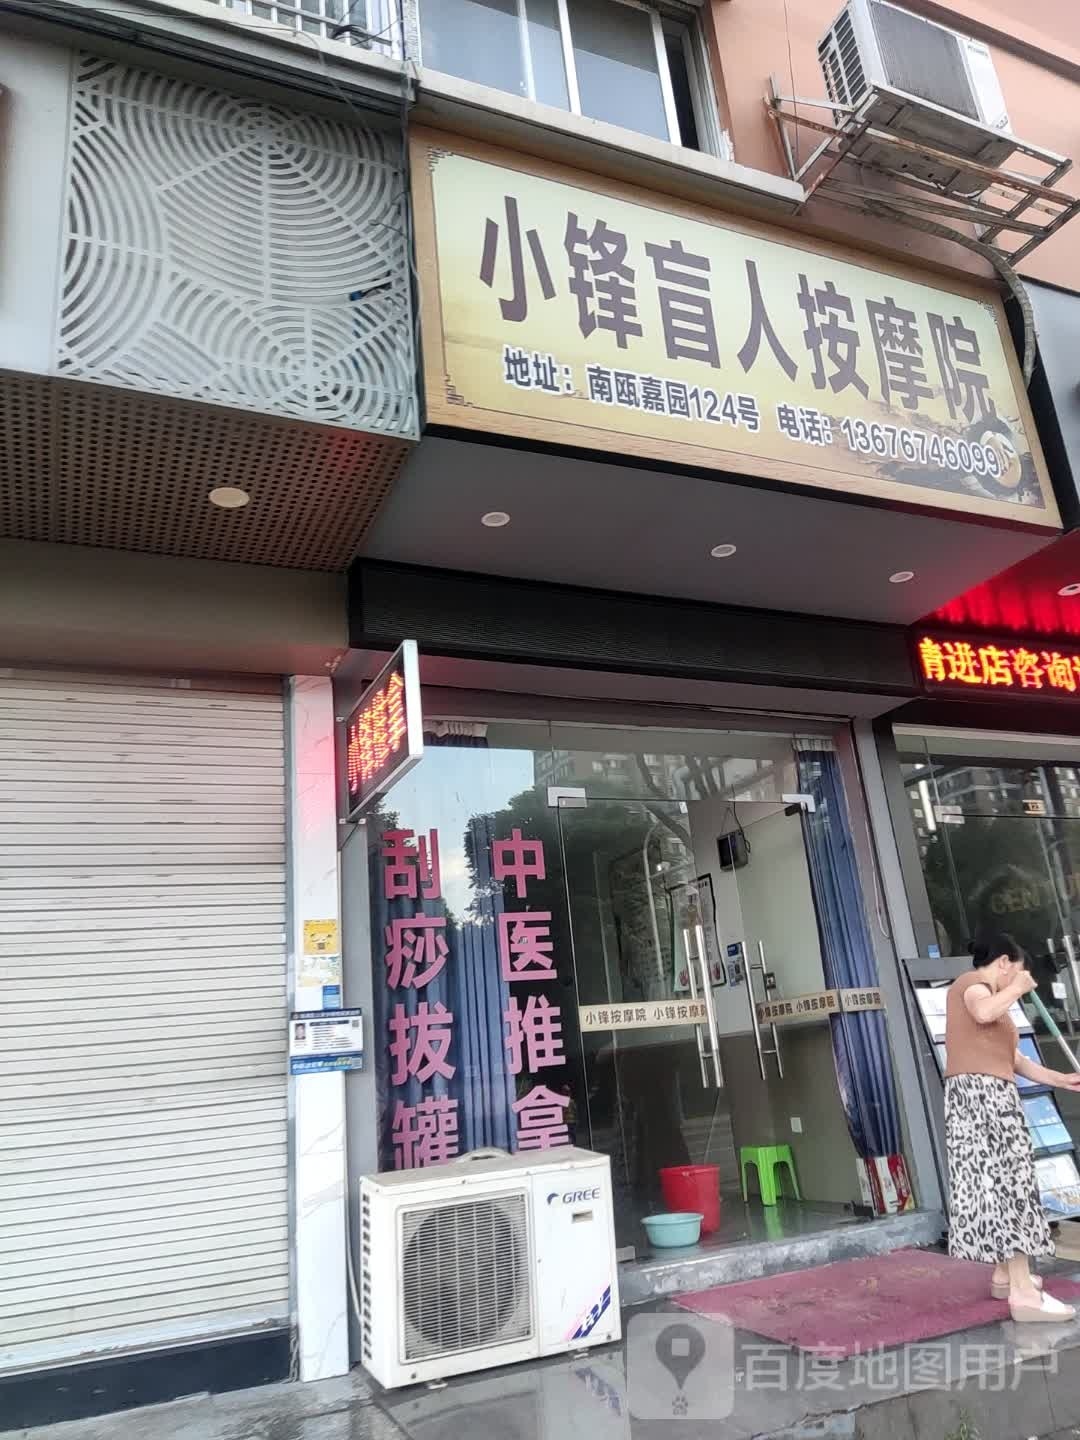 小锋盲人按摩院
地址：南瓯嘉园124号 电话：13676746099
请进店咨询
刮痧拔罐
中医推拿
小锋按摩院 小锋按摩院
小锋按摩院 小锋按摩院
GREE
百度地图用户